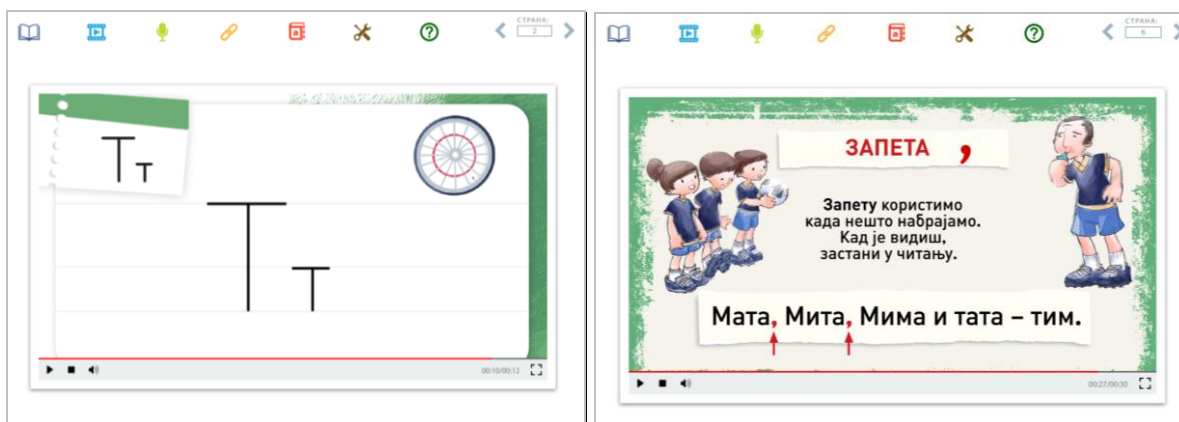 СТРАНА:
2
Т т
Т т
00:10/00:12
СТРАНА:
6
ЗАПЕТА ,
Запету користимо
када нешто набрајамо.
Кад је видиш,
застани у читању.
Мата, Мита, Мима и тата – тим.
00:27/00:30